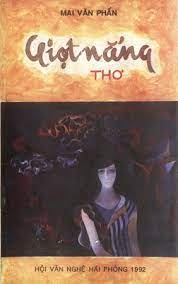 MAI VĂN PHẤN
Giọt nắng
THƠ
HỘI VĂN NGHỆ HẢI PHÒNG 1992